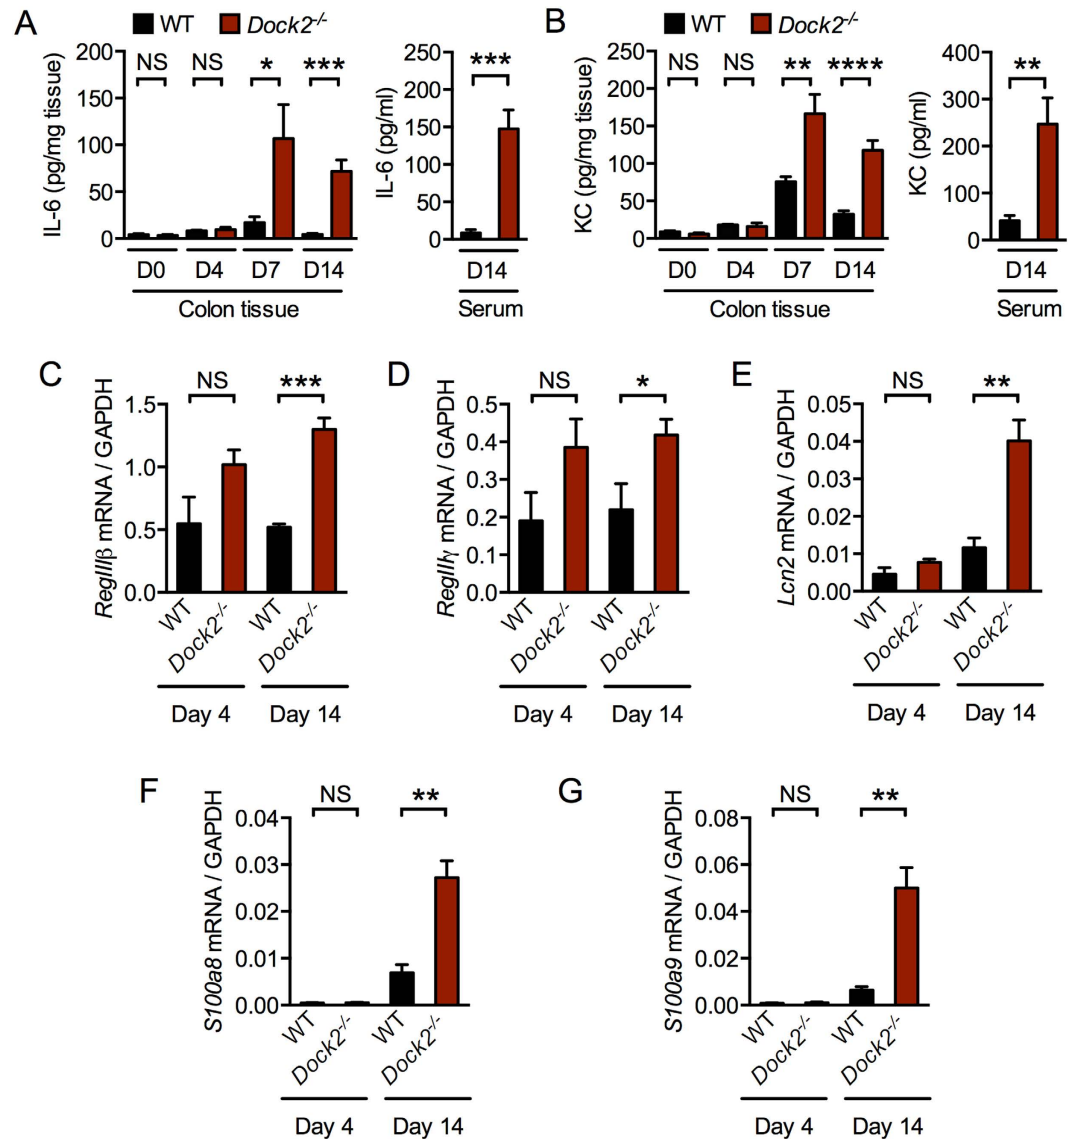 A
WT Dock2-/-
IL-6 (pg/mg tissue)
200
150
100
50
0
NS NS * ***
D0 D4 D7 D14
Colon tissue
IL-6 (pg/ml)
250
200
150
100
50
0
***
D14
Serum
B
WT Dock2-/-
KC (pg/mg tissue)
250
200
150
100
50
0
NS NS ** ****
D0 D4 D7 D14
Colon tissue
KC (pg/ml)
400
300
200
100
0
**
D14
Serum
C
RegIIIβ mRNA / GAPDH
1.5
1.0
0.5
0.0
NS ***
WT Dock2-/- WT Dock2-/-
Day 4 Day 14
D
RegIIIγ mRNA / GAPDH
0.5
0.4
0.3
0.2
0.1
0.0
NS *
WT Dock2-/- WT Dock2-/-
Day 4 Day 14
E
Lcn2 mRNA / GAPDH
0.05
0.04
0.03
0.02
0.01
0.00
NS **
WT Dock2-/- WT Dock2-/-
Day 4 Day 14
F
S100a8 mRNA / GAPDH
0.04
0.03
0.02
0.01
0.00
NS **
WT Dock2-/- WT Dock2-/-
Day 4 Day 14
G
S100a9 mRNA / GAPDH
0.08
0.06
0.04
0.02
0.00
NS **
WT Dock2-/- WT Dock2-/-
Day 4 Day 14